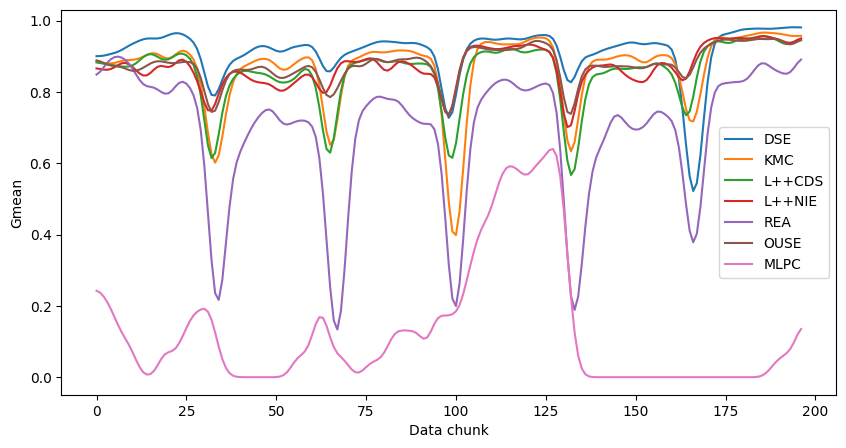 1.0
0.8
0.6
0.4
0.2
0.0
Gmean
0
25
50
75
100
125
150
175
200
Data chunk
DSE
KMC
L++CDS
L++NIE
REA
OUSE
MLPC